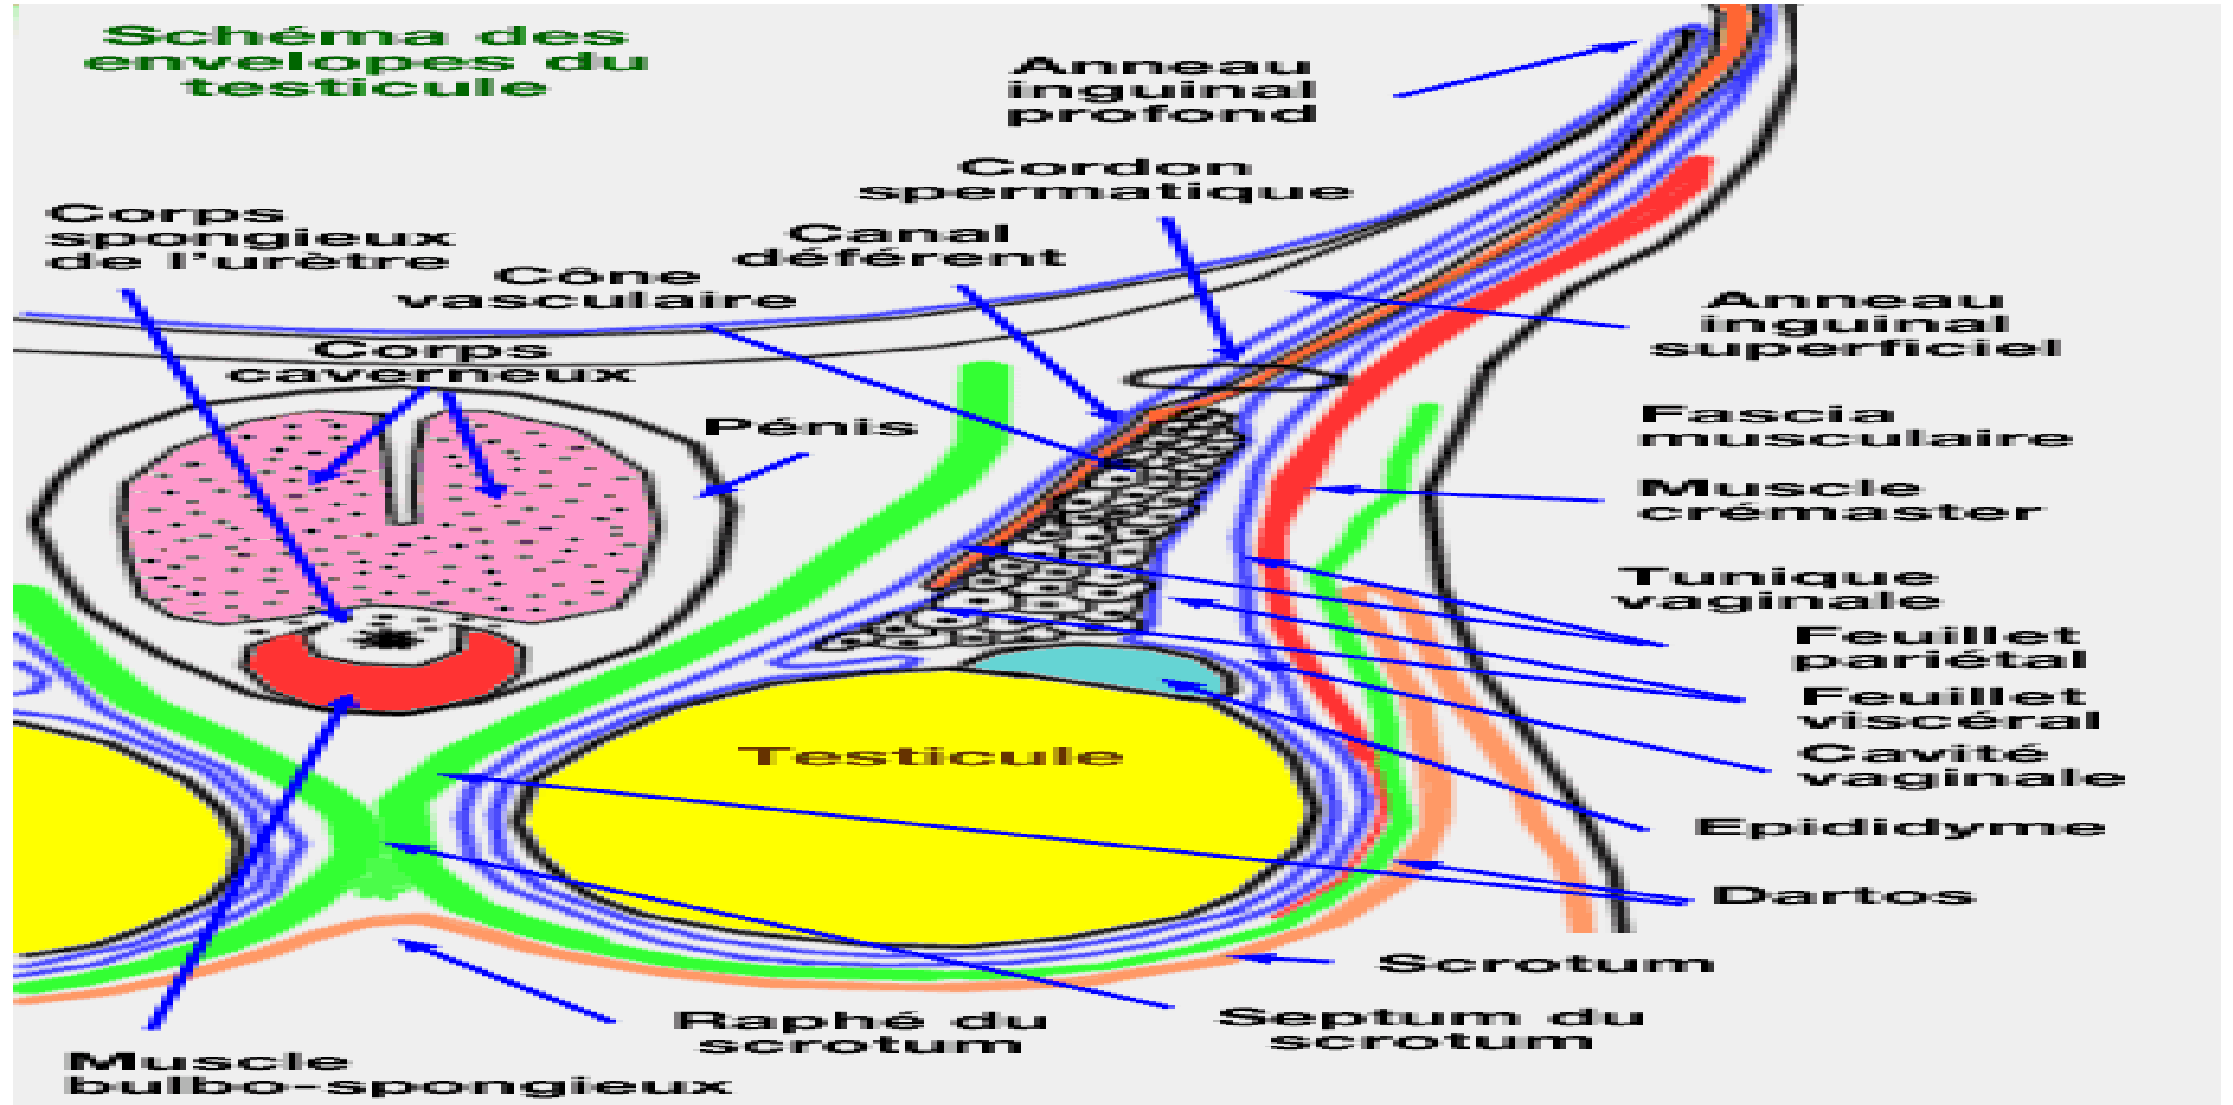 Schéma des
envelopes du
testicule
Anneau
inguinal
profond
Cordon
spermatique
Corps
spongieux
de l'urètre
Canal
déférent
Cône
vasculaire
Anneau
inguinal
superficiel
Corps
caverneux
Pénis
Fascia
musculaire
Muscle
crémaster
Tunique
vaginale
Feuillet
pariétal
Feuillet
viscéral
Cavité
vaginale
Testicule
Epididyme
Dartos
Scrotum
Raphé du
scrotum
Septum du
scrotum
Muscle
bulbo-spongieux